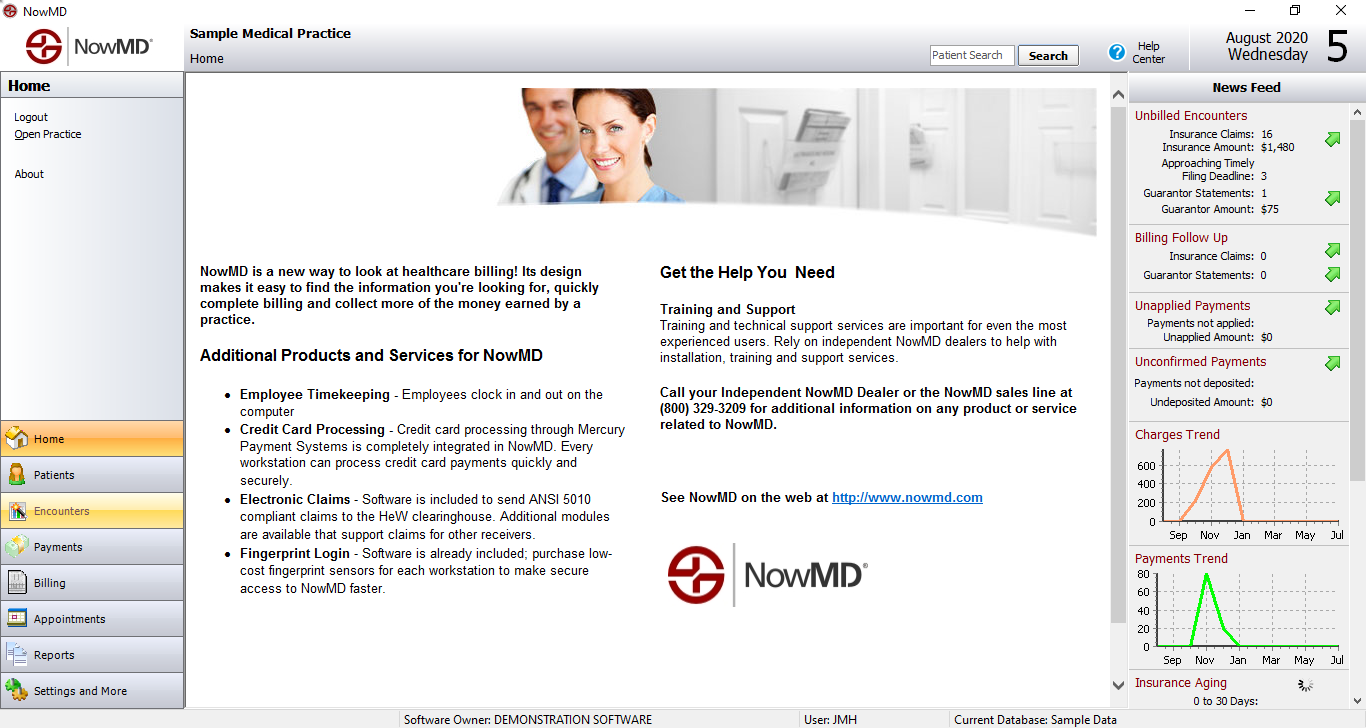 NowMD
NowMD®
Sample Medical Practice
Home
Patient Search
Search
Help
Center
August 2020
Wednesday
5
Home
Logout
Open Practice
About
Home
Patients
Encounters
Payments
Billing
Appointments
Reports
Settings and More
NowMD is a new way to look at healthcare billing! Its design
makes it easy to find the information you're looking for, quickly
complete billing and collect more of the money earned by a
practice.
Additional Products and Services for NowMD
• Employee Timekeeping - Employees clock in and out on the
computer
• Credit Card Processing - Credit card processing through Mercury
Payment Systems is completely integrated in NowMD. Every
workstation can process credit card payments quickly and
securely.
• Electronic Claims - Software is included to send ANSI 5010
compliant claims to the HeW clearinghouse. Additional modules
are available that support claims for other receivers.
• Fingerprint Login - Software is already included; purchase low-
cost fingerprint sensors for each workstation to make secure
access to NowMD faster.
Get the Help You Need
Training and Support
Training and technical support services are important for even the most
experienced users. Rely on independent NowMD dealers to help with
installation, training and support services.
Call your Independent NowMD Dealer or the NowMD sales line at
(800) 329-3209 for additional information on any product or service
related to NowMD.
See NowMD on the web at http://www.nowmd.com
NowMD®
News Feed
Unbilled Encounters
Insurance Claims: 16
Insurance Amount: $1,480
Approaching Timely
Filing Deadline: 3
Guarantor Statements: 1
Guarantor Amount: $75
Billing Follow Up
Insurance Claims: 0
Guarantor Statements: 0
Unapplied Payments
Payments not applied:
Unapplied Amount: $0
Unconfirmed Payments
Payments not deposited:
Undeposited Amount: $0
Charges Trend
600
400
200
0
Sep Nov Jan Mar May Jul
Payments Trend
80
60
40
20
0
Sep Nov Jan Mar May Jul
Insurance Aging
0 to 30 Days:
Software Owner: DEMONSTRATION SOFTWARE
User: JMH
Current Database: Sample Data